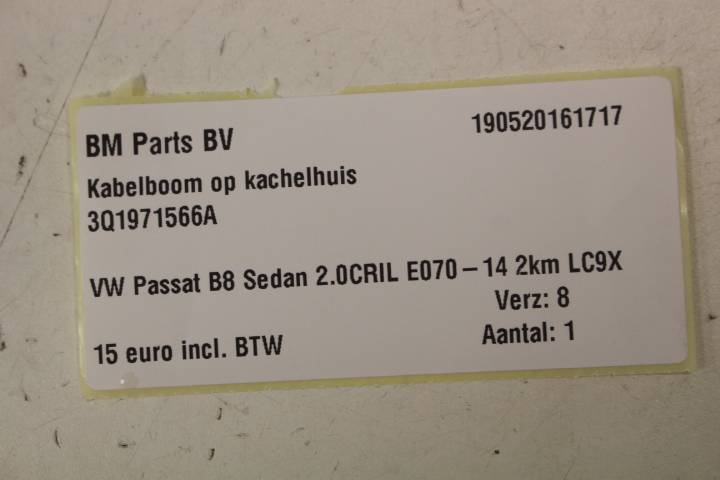 BM Parts BV
190520161717
Kabelboom op kachelhuis
3Q1971566A
VW Passat B8 Sedan 2.0CRIL E070-14 2km LC9X
Verz: 8
15 euro incl. BTW
Aantal: 1